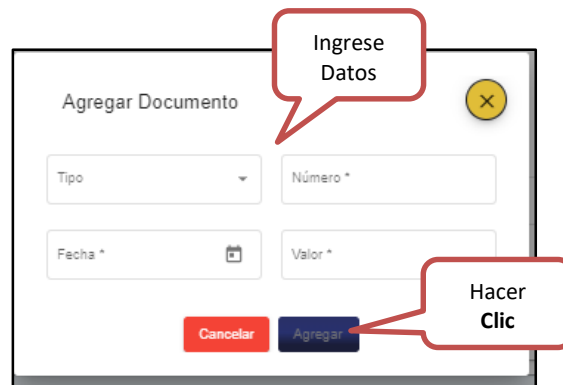 Ingrese
Datos
Agregar Documento
Tipo
Número *
Fecha *
Valor *
Hacer
Clic
Cancelar
Agregar